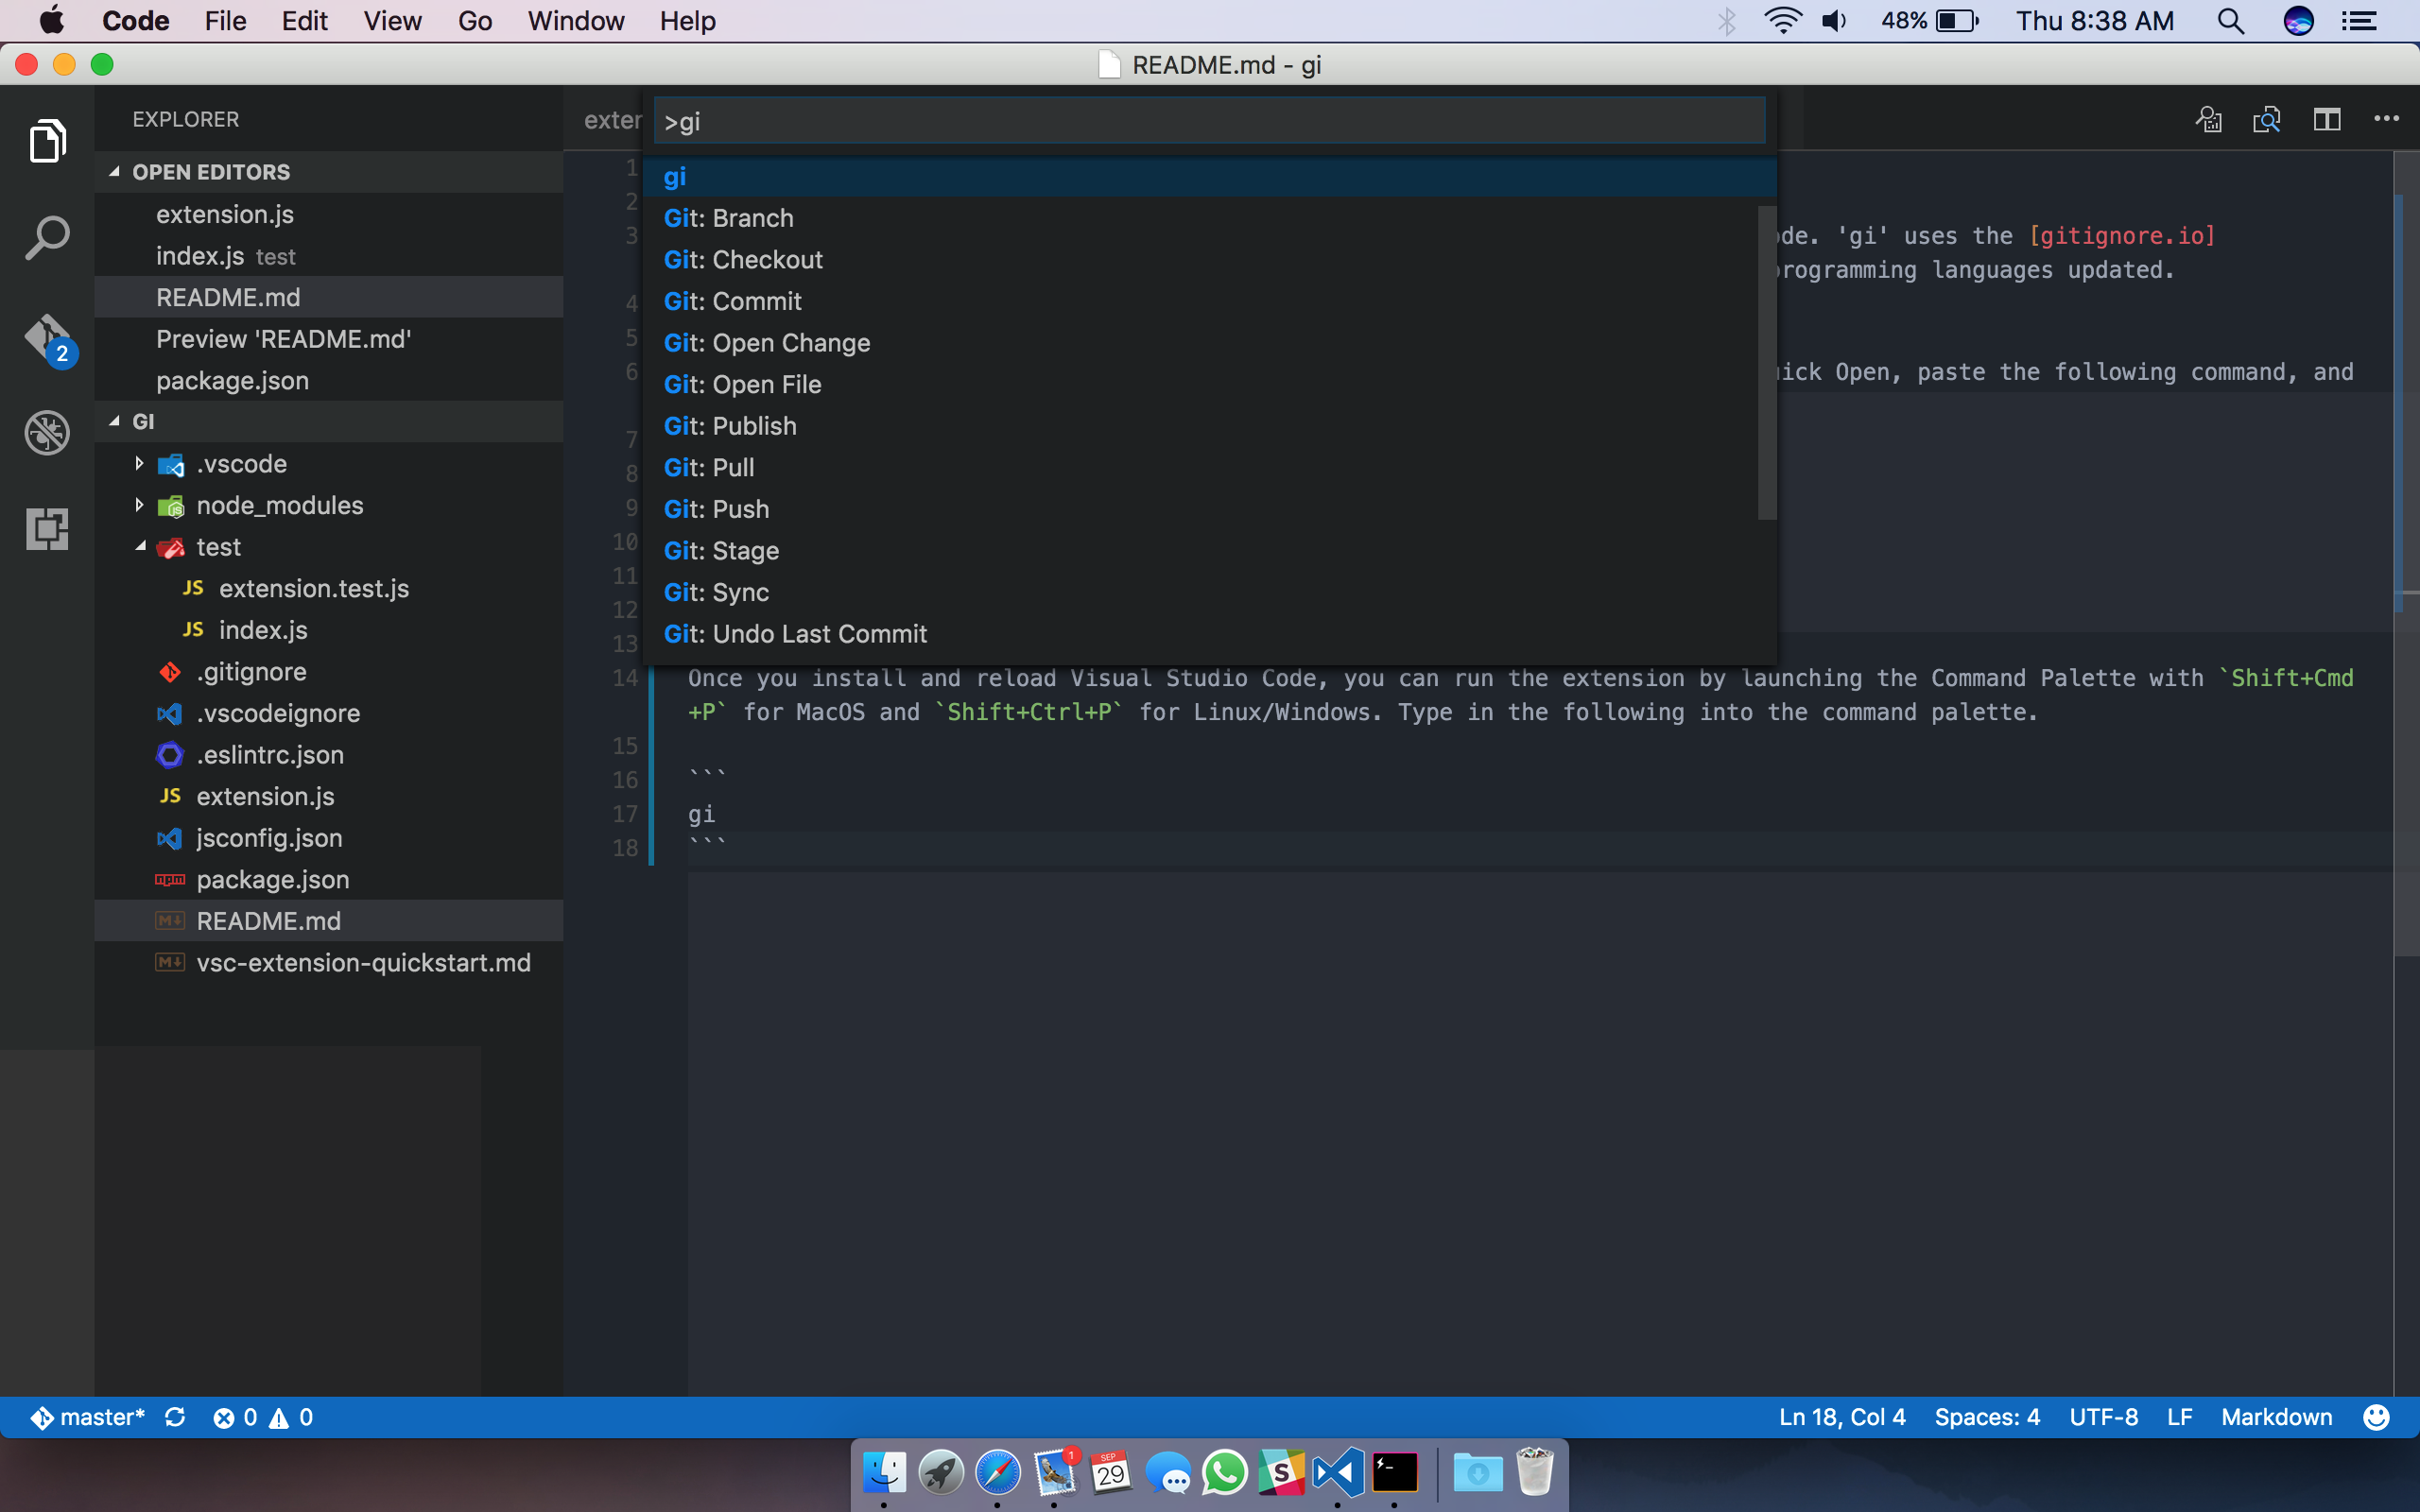 Code File Edit View Go Window Help 48% Thu 8:38 AM
README.md - gi
EXPLORER
OPEN EDITORS
extension.js
index.js test
README.md
Preview 'README.md'
package.json
GI
.vscode
node_modules
test
JS extension.test.js
JS index.js
.gitignore
.vscodeignore
.eslintrc.json
JS extension.js
jsconfig.json
npm package.json
M↓ README.md
M↓ vsc-extension-quickstart.md
2
>gi
gi
Git: Branch
Git: Checkout
Git: Commit
Git: Open Change
Git: Open File
Git: Publish
Git: Pull
Git: Push
Git: Stage
Git: Sync
Git: Undo Last Commit
1
2
3 'gi' uses the [gitignore.io]
programming languages updated.
4
5
6 Open, paste the following command, and
7
8
9
10
11
12
13
14 Once you install and reload Visual Studio Code, you can run the extension by launching the Command Palette with `Shift+Cmd
+P` for MacOS and `Shift+Ctrl+P` for Linux/Windows. Type in the following into the command palette.
15
16 ```
17 gi
18 ```
master* 0 0 Ln 18, Col 4 Spaces: 4 UTF-8 LF Markdown
1 SEP 29 S